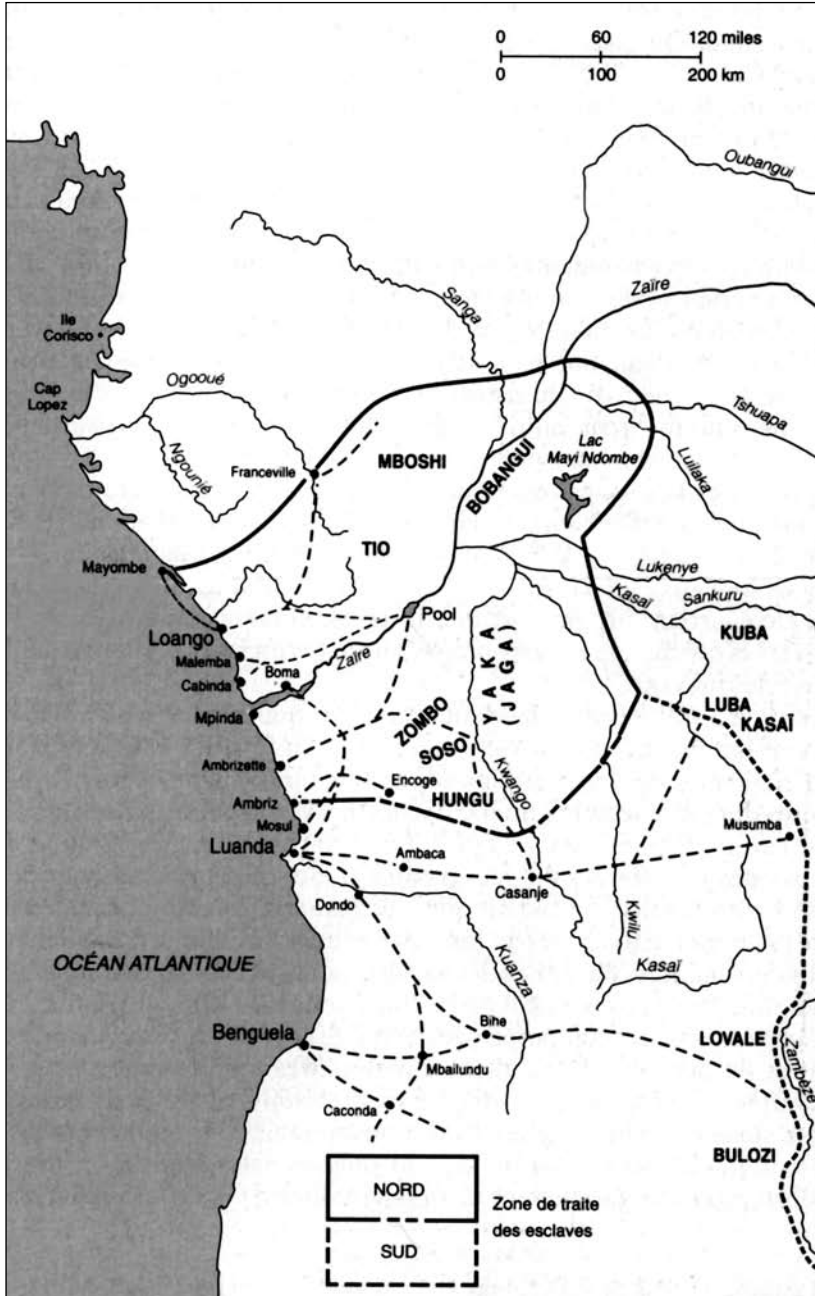 0 60 120 miles
0 100 200 km
Oubangui
Zaïre
Sanga
Ile
Corisco
Cap
Lopez
Ogooué
Ngounié
Tshuapa
Luilaka
Lac
Mayi Ndombe
BOBANGUI
MBOSHI
Franceville
TIO
Mayombe
Lukenye
Kasaï
Sankuru
Pool
KUBA
Loango
Malemba
Zaïre
Boma
Cabinda
YAKA
(JAGA)
LUBA
KASAÏ
Mpinda
ZOMBO
SOSO
Ambrizette
Kwango
Encoge
HUNGU
Ambriz
Mosul
Musumba
Luanda
Ambaca
Casanje
Dondo
Kwilu
Kuanza
Kasaï
OCÉAN ATLANTIQUE
Bihe
Benguela
LOVALE
Zambèze
Mbailundu
Caconda
BULOZI
NORD
Zone de traite
des esclaves
SUD